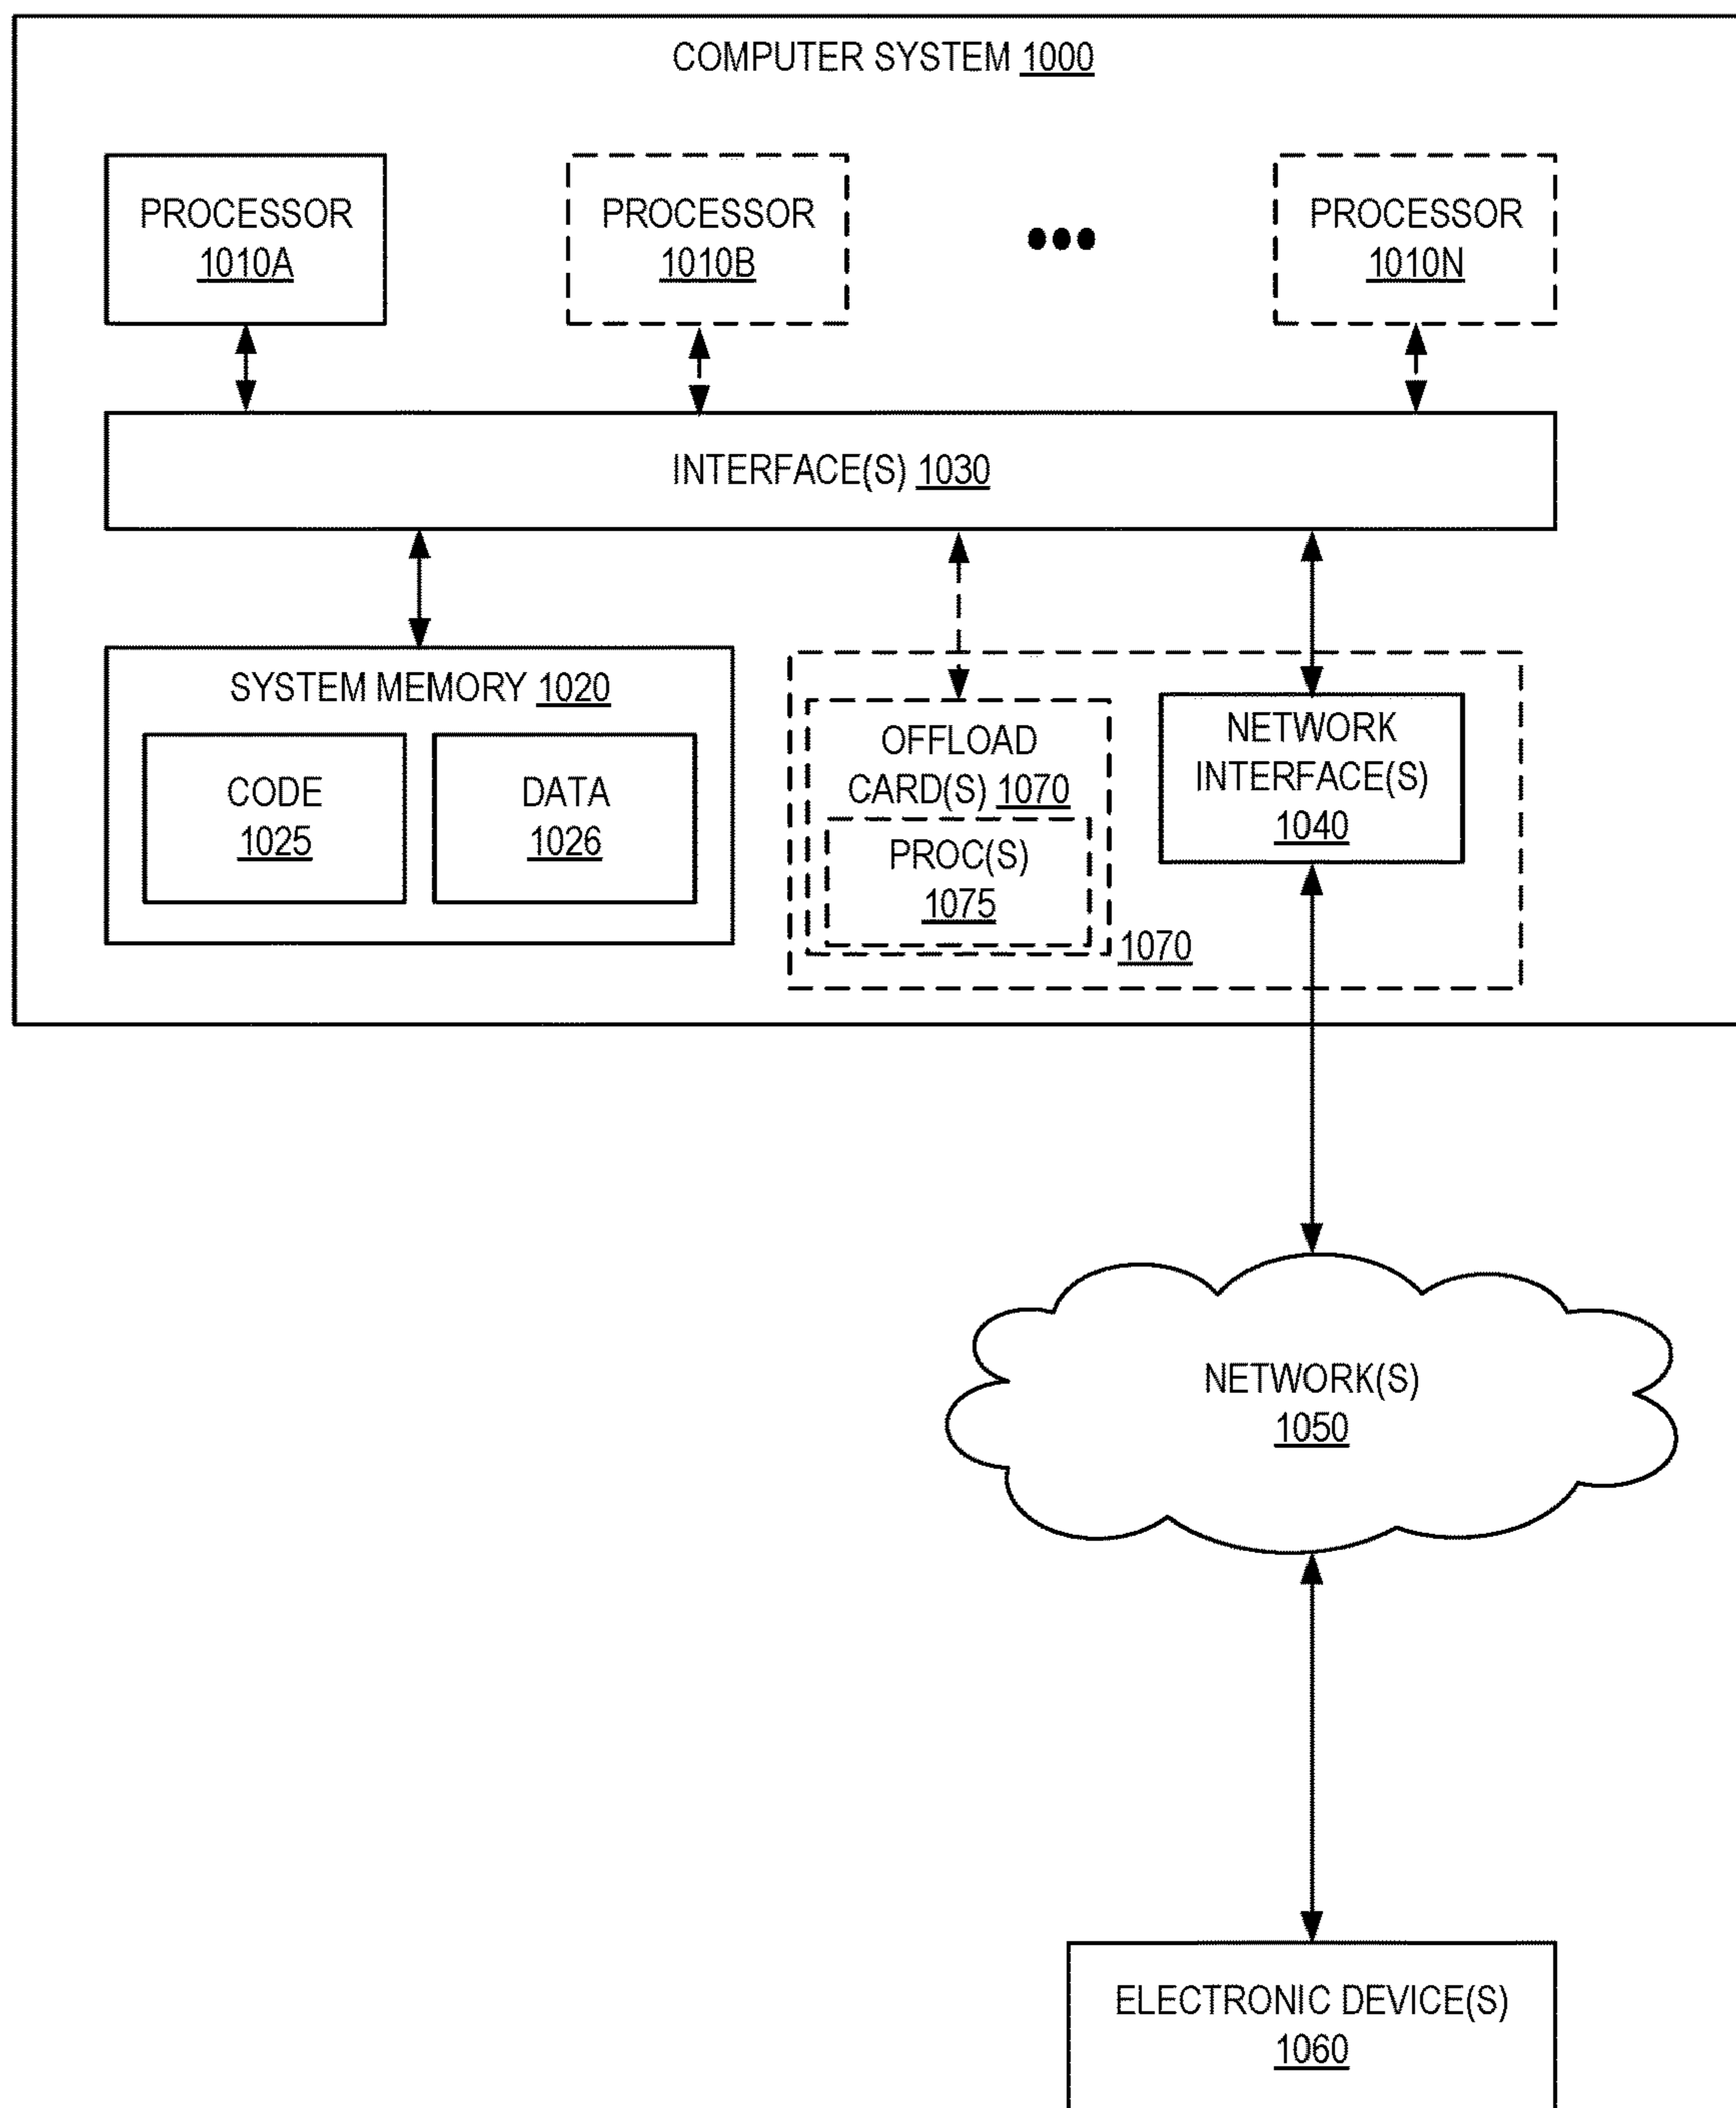 COMPUTER SYSTEM 1000
PROCESSOR
1010A
PROCESSOR
1010B
PROCESSOR
1010N
INTERFACE(S) 1030
SYSTEM MEMORY 1020
CODE
1025
DATA
1026
OFFLOAD
CARD(S) 1070
PROC(S)
1075
1070
NETWORK
INTERFACE(S)
1040
NETWORK(S)
1050
ELECTRONIC DEVICE(S)
1060